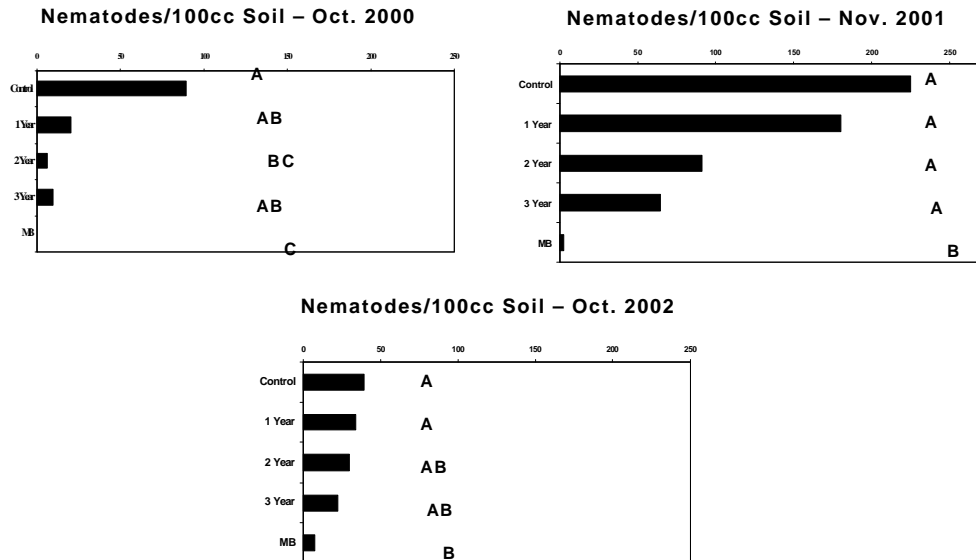 Nematodes/100cc Soil – Oct. 2000
0 50 100 150 200 250
Control A
1 Year AB
2 Year BC
3 Year AB
MB C
Nematodes/100cc Soil – Nov. 2001
0 50 100 150 200 250
Control A
1 Year A
2 Year A
3 Year A
MB B
Nematodes/100cc Soil – Oct. 2002
0 50 100 150 200 250
Control A
1 Year A
2 Year AB
3 Year AB
MB B